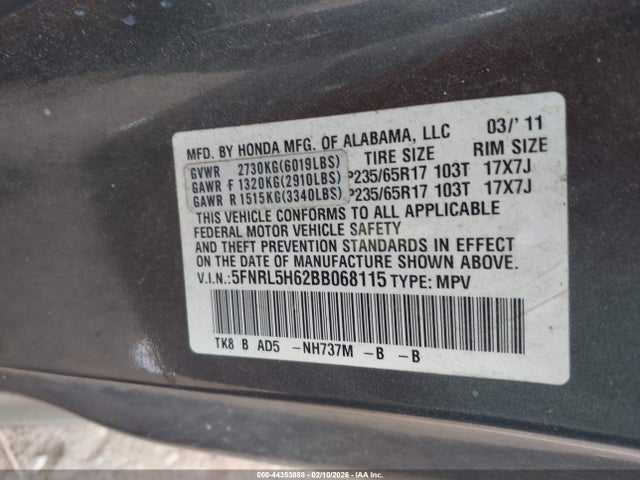 MFD. BY HONDA MFG. OF ALABAMA, LLC 03/'11
GVWR 2730KG(6019LBS) TIRE SIZE RIM SIZE
GAWR F 1320KG(2910LBS) P235/65R17 103T 17X7J
GAWR R 1515KG(3340LBS) P235/65R17 103T 17X7J
THIS VEHICLE CONFORMS TO ALL APPLICABLE
FEDERAL MOTOR VEHICLE SAFETY
AND THEFT PREVENTION STANDARDS IN EFFECT
ON THE DATE OF MANUFACTURE SHOWN ABOVE.
V.I.N.:5FNRL5H62BB068115 TYPE: MPV
TK8 B AD5 -NH737M -B -B
000 - 44353888 - 02/10/2026 - IAA Inc.